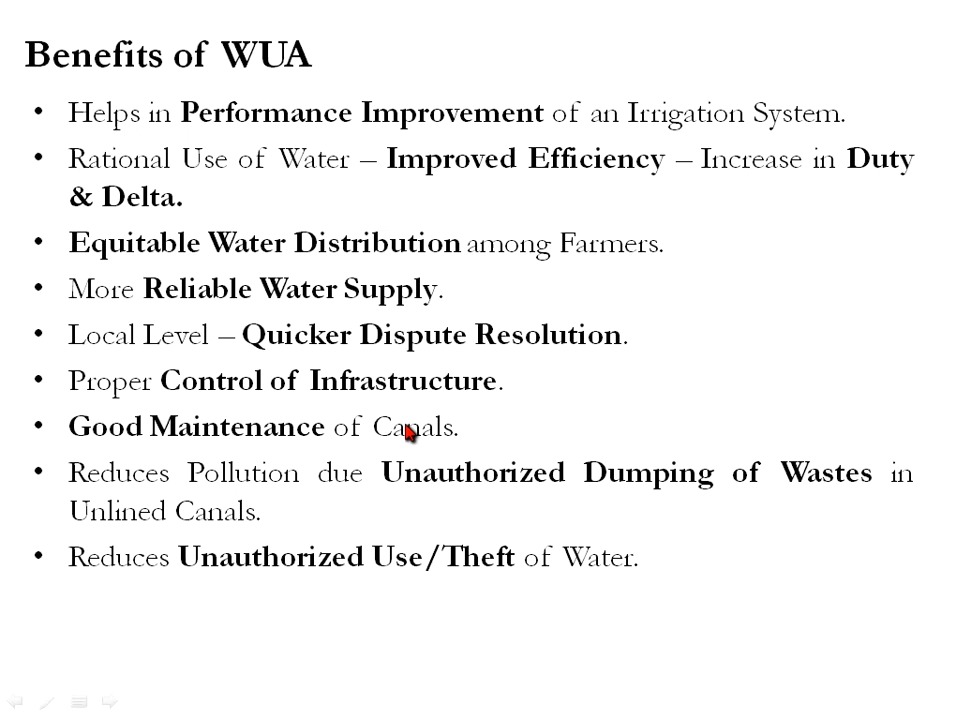 Benefits of WUA
• Helps in Performance Improvement of an Irrigation System.
• Rational Use of Water – Improved Efficiency – Increase in Duty
& Delta.
• Equitable Water Distribution among Farmers.
• More Reliable Water Supply.
• Local Level – Quicker Dispute Resolution.
• Proper Control of Infrastructure.
• Good Maintenance of Canals.
• Reduces Pollution due Unauthorized Dumping of Wastes in
Unlined Canals.
• Reduces Unauthorized Use/Theft of Water.